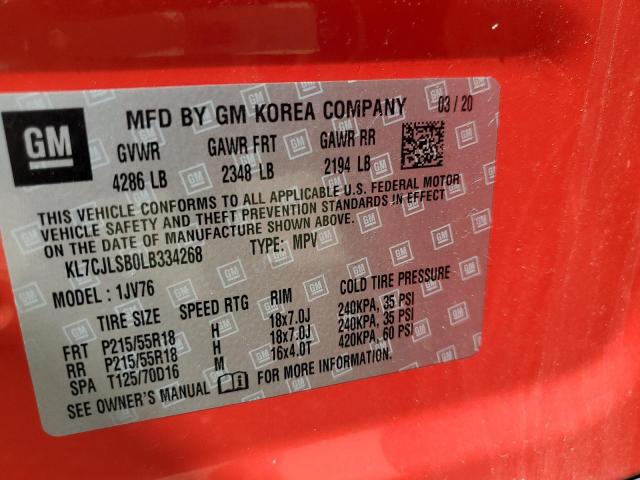 GM
MFD BY GM KOREA COMPANY 03 / 20
GVWR GAWR FRT GAWR RR
4286 LB 2348 LB 2194 LB
THIS VEHICLE CONFORMS TO ALL APPLICABLE U.S. FEDERAL MOTOR
VEHICLE SAFETY AND THEFT PREVENTION STANDARDS IN EFFECT
ON THE DATE OF MANUFACTURE SHOWN ABOVE.
KL7CJLSB0LB334268 TYPE: MPV
MODEL : 1JV76
TIRE SIZE SPEED RTG RIM COLD TIRE PRESSURE
FRT P215/55R18 H 18x7.0J 240KPA, 35 PSI
RR P215/55R18 H 18x7.0J 240KPA, 35 PSI
SPA T125/70D16 M 16x4.0T 420KPA, 60 PSI
SEE OWNER'S MANUAL FOR MORE INFORMATION.